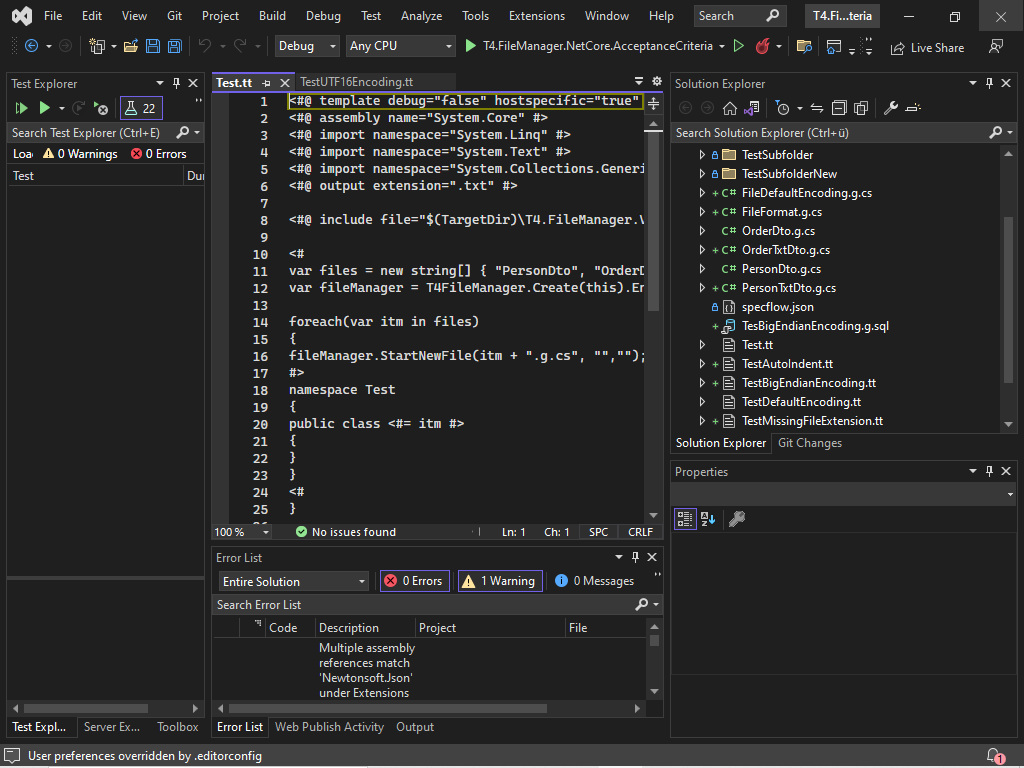 File Edit View Git Project Build Debug Test Analyze Tools Extensions Window Help Search T4.Fi...teria
Debug Any CPU T4.FileManager.NetCore.AcceptanceCriteria Live Share
Test Explorer
22
Search Test Explorer (Ctrl+E)
Loa 0 Warnings 0 Errors
Test Dur
Test Expl... Server Ex... Toolbox
Test.tt TestUTF16Encoding.tt
1 <#@ template debug="false" hostspecific="true"
2 <#@ assembly name="System.Core" #>
3 <#@ import namespace="System.Linq" #>
4 <#@ import namespace="System.Text" #>
5 <#@ import namespace="System.Collections.Generi
6 <#@ output extension=".txt" #>
7
8 <#@ include file="$(TargetDir)\T4.FileManager.V
9
10 <#
11 var files = new string[] { "PersonDto", "OrderD
12 var fileManager = T4FileManager.Create(this).En
13
14 foreach(var itm in files)
15 {
16 fileManager.StartNewFile(itm + ".g.cs", "","");
17 #>
18 namespace Test
19 {
20 public class <#= itm #>
21 {
22 }
23 }
24 <#
25 }
100 % No issues found Ln: 1 Ch: 1 SPC CRLF
Error List
Entire Solution 0 Errors 1 Warning 0 Messages
Search Error List
Code Description Project File
Multiple assembly
references match
'Newtonsoft.Json'
under Extensions
Error List Web Publish Activity Output
Solution Explorer
Search Solution Explorer (Ctrl+ü)
TestSubfolder
TestSubfolderNew
FileDefaultEncoding.g.cs
FileFormat.g.cs
OrderDto.g.cs
OrderTxtDto.g.cs
PersonDto.g.cs
PersonTxtDto.g.cs
specflow.json
TesBigEndianEncoding.g.sql
Test.tt
TestAutoIndent.tt
TestBigEndianEncoding.tt
TestDefaultEncoding.tt
TestMissingFileExtension.tt
Solution Explorer Git Changes
Properties
User preferences overridden by .editorconfig 1